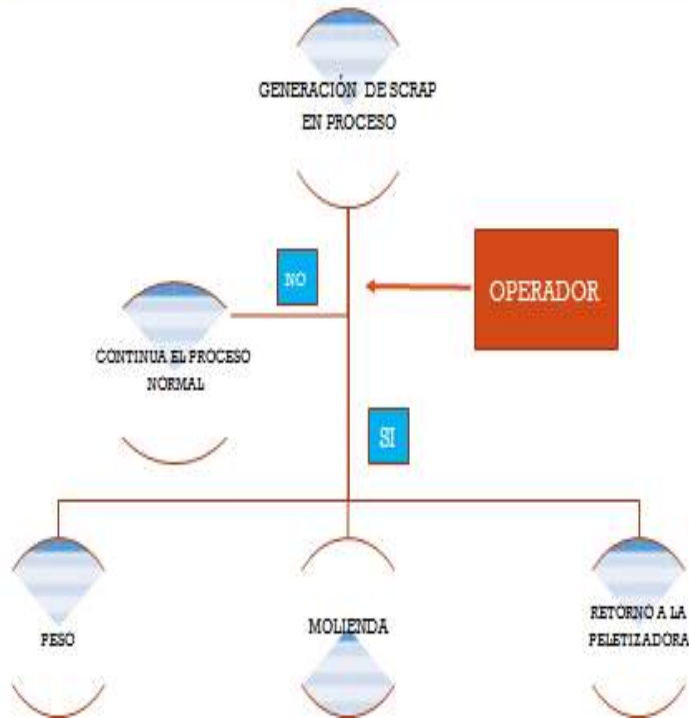 GENERACIÓN DE SCRAP
EN PROCESO
NO
OPERADOR
CONTINUA EL PROCESO
NORMAL
SI
PESO
MOLIENDA
RETORNO A LA
PELETIZADORA